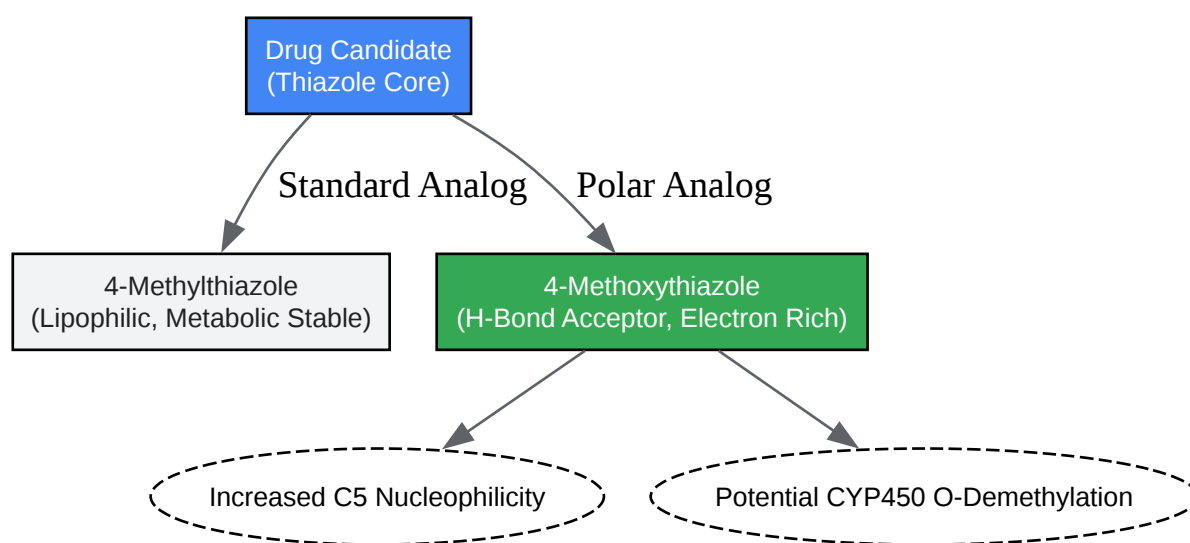 Drug Candidate
(Thiazole Core)
Standard Analog
Polar Analog
4-Methylthiazole
(Lipophilic, Metabolic Stable)
4-Methoxythiazole
(H-Bond Acceptor, Electron Rich)
Increased C5 Nucleophilicity
Potential CYP450 O-Demethylation